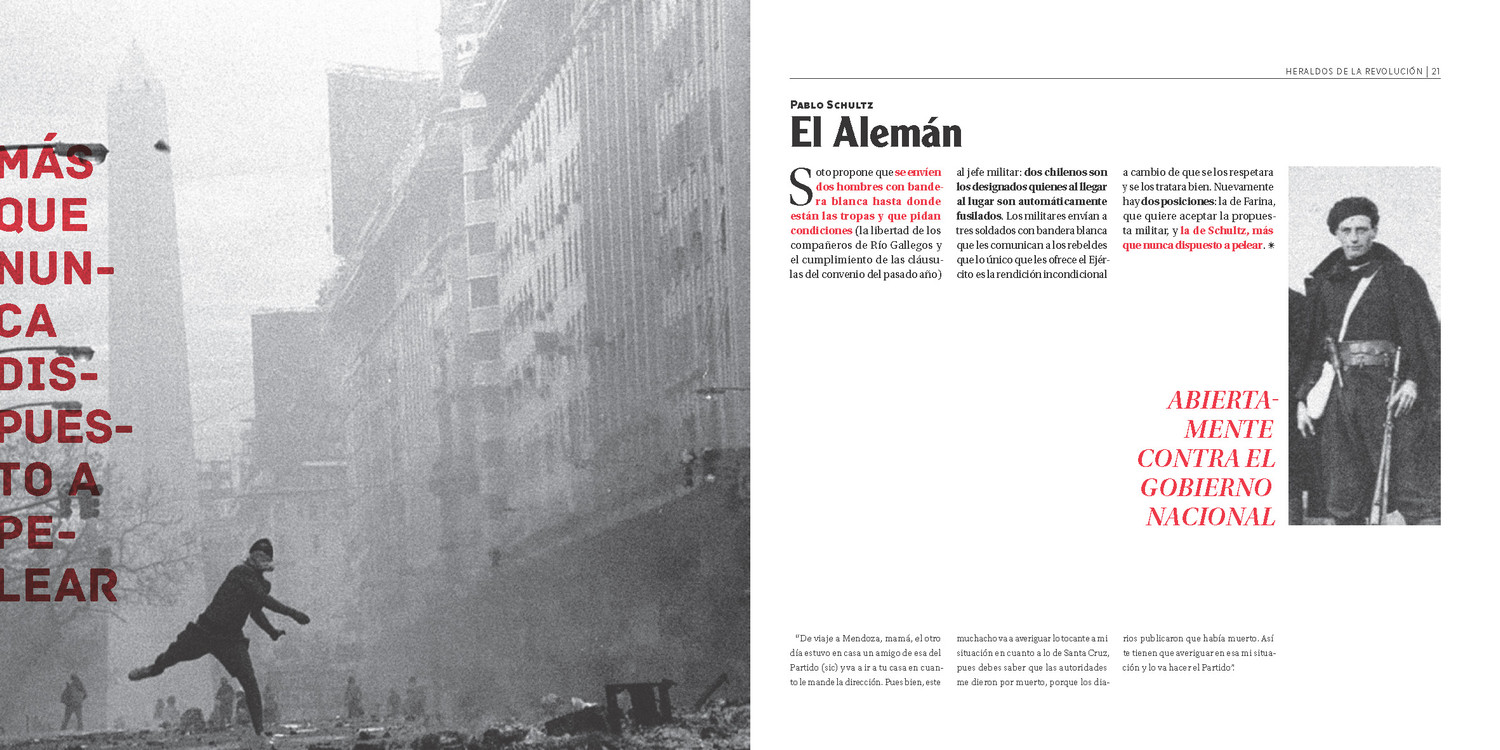 MÁS
QUE
NUN-
CA
DIS-
PUES-
TO A
PE-
LEAR
HERALDOS DE LA REVOLUCIÓN | 21
PABLO SCHULTZ
El Alemán
Soto propone que se envíen
dos hombres con bande-
ra blanca hasta donde
están las tropas y que pidan
condiciones (la libertad de los
compañeros de Río Gallegos y
el cumplimiento de las cláusu-
las del convenio del pasado año)
al jefe militar: dos chilenos son
los designados quienes al llegar
al lugar son automáticamente
fusilados. Los militares envían a
tres soldados con bandera blanca
que les comunican a los rebeldes
que lo único que les ofrece el Ejér-
cito es la rendición incondicional
a cambio de que se los respetara
y se los tratara bien. Nuevamente
hay dos posiciones: la de Farina,
que quiere aceptar la propues-
ta militar, y la de Schultz, más
que nunca dispuesto a pelear. *
ABIERTA-
MENTE
CONTRA EL
GOBIERNO
NACIONAL
"De viaje a Mendoza, mamá, el otro
día estuvo en casa un amigo de esa del
Partido (sic) y va a ir a tu casa en cuan-
to le mande la dirección. Pues bien, este
muchacho va a averiguar lo tocante a mi
situación en cuanto a lo de Santa Cruz,
pues debes saber que las autoridades
me dieron por muerto, porque los dia-
rios publicaron que había muerto. Así
te tienen que averiguar en esa mi situa-
ción y lo va hacer el Partido".